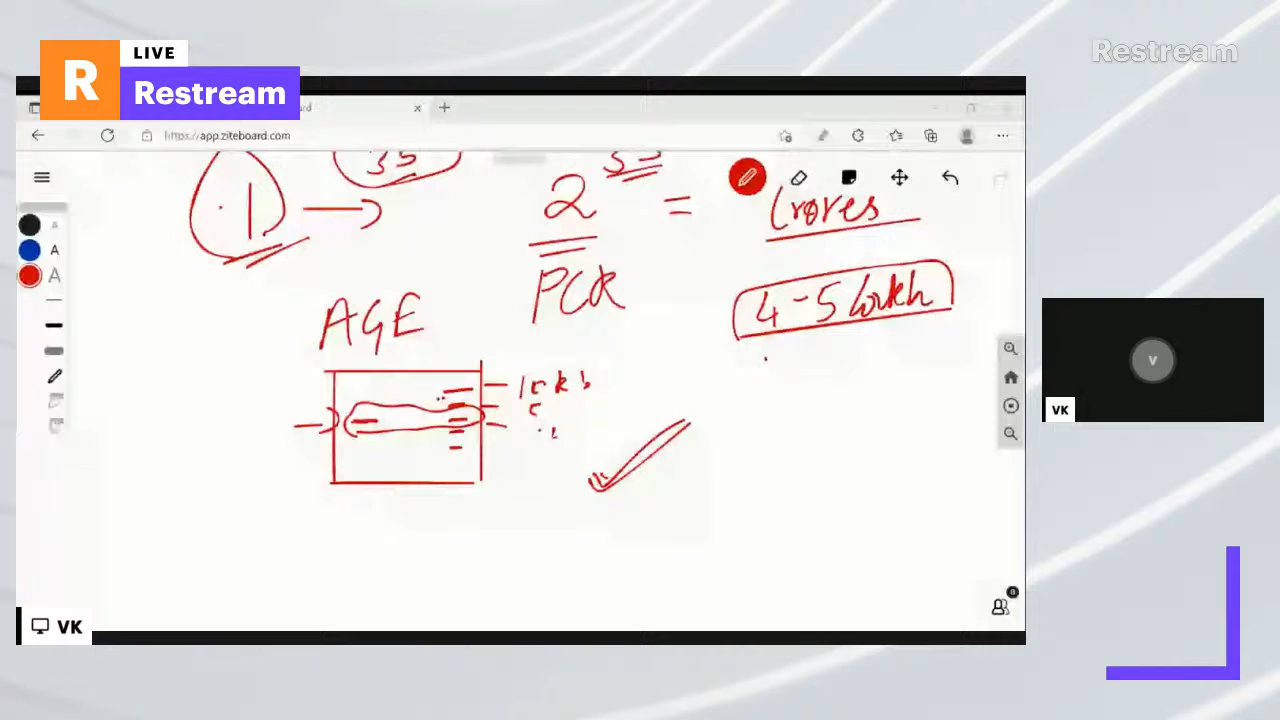 LIVE
Restream
R Restream
https://app.ziteboard.com
35
1 → 2 = Crores
PCR
4-5 Lakh
AGE
A
A
A
V
VK
VK